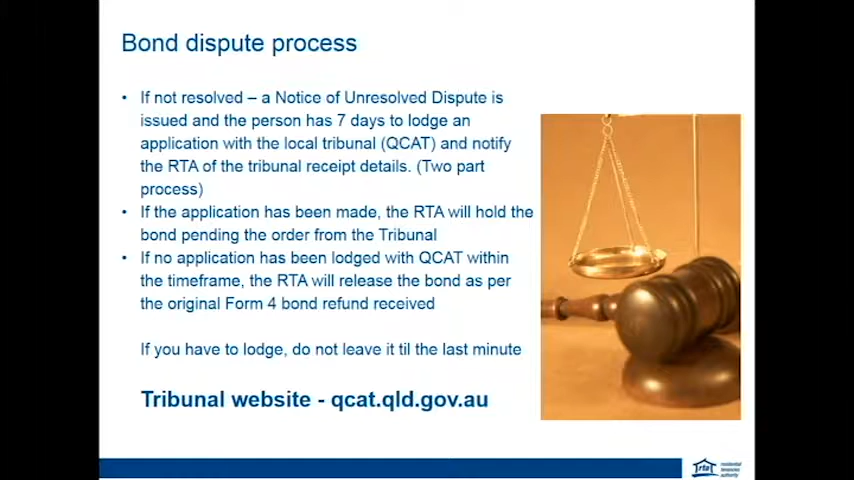 Bond dispute process
• If not resolved – a Notice of Unresolved Dispute is
issued and the person has 7 days to lodge an
application with the local tribunal (QCAT) and notify
the RTA of the tribunal receipt details. (Two part
process)
• If the application has been made, the RTA will hold the
bond pending the order from the Tribunal
• If no application has been lodged with QCAT within
the timeframe, the RTA will release the bond as per
the original Form 4 bond refund received
If you have to lodge, do not leave it til the last minute
Tribunal website - qcat.qld.gov.au
rta
residential
tenancies
authority